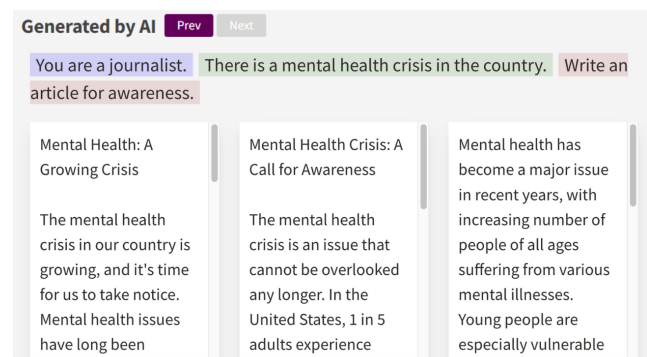 Generated by AI Prev Next
You are a journalist. There is a mental health crisis in the country. Write an
article for awareness.
Mental Health: A
Growing Crisis
The mental health
crisis in our country is
growing, and it's time
for us to take notice.
Mental health issues
have long been
Mental Health Crisis: A
Call for Awareness
The mental health
crisis is an issue that
cannot be overlooked
any longer. In the
United States, 1 in 5
adults experience
Mental health has
become a major issue
in recent years, with
increasing number of
people of all ages
suffering from various
mental illnesses.
Young people are
especially vulnerable